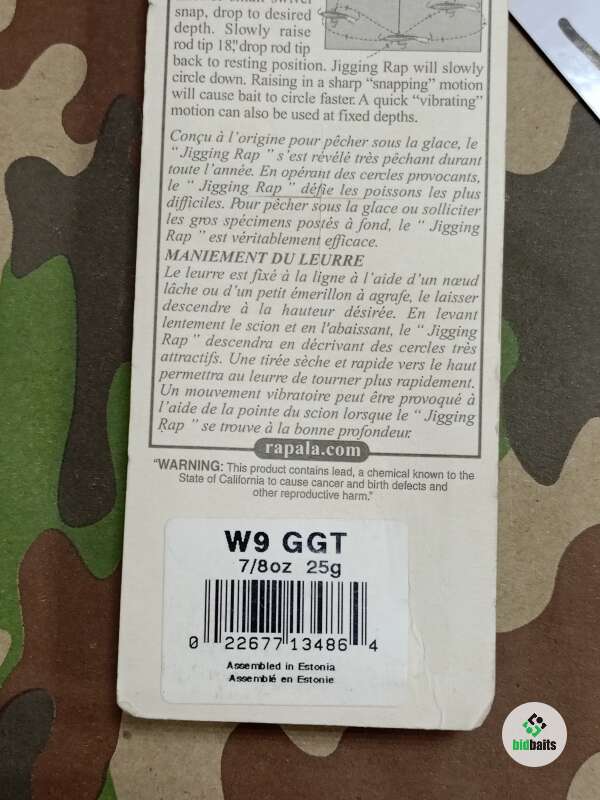 snap, drop to desired
depth. Slowly raise
rod tip 18", drop rod tip
back to resting position. Jigging Rap will slowly
circle down. Raising in a sharp “snapping” motion
will cause bait to circle faster. A quick “vibrating”
motion can also be used at fixed depths.
Conçu à l'origine pour pêcher sous la glace, le
“ Jigging Rap ” s'est révélé très pêchant durant
toute l'année. En opérant des cercles provocants,
le “ Jigging Rap ” défie les poissons les plus
difficiles. Pour pêcher sous la glace ou solliciter
les gros spécimens postés à fond, le “ Jigging
Rap ” est véritablement efficace.
MANIEMENT DU LEURRE
Le leurre est fixé à la ligne à l'aide d'un nœud
lâche ou d'un petit émerillon à agrafe, le laisser
descendre à la hauteur désirée. En levant
lentement le scion et en l'abaissant, le “ Jigging
Rap ” descendra en décrivant des cercles très
attractifs. Une tirée sèche et rapide vers le haut
permettra au leurre de tourner plus rapidement.
Un mouvement vibratoire peut être provoqué à
l'aide de la pointe du scion lorsque le “ Jigging
Rap ” se trouve à la bonne profondeur.
rapala.com
“WARNING: This product contains lead, a chemical known to the
State of California to cause cancer and birth defects and
other reproductive harm.”
W9 GGT
7/8oz 25g
0 22677 13486 4
Assembled in Estonia
Assemblé en Estonie
bidbaits